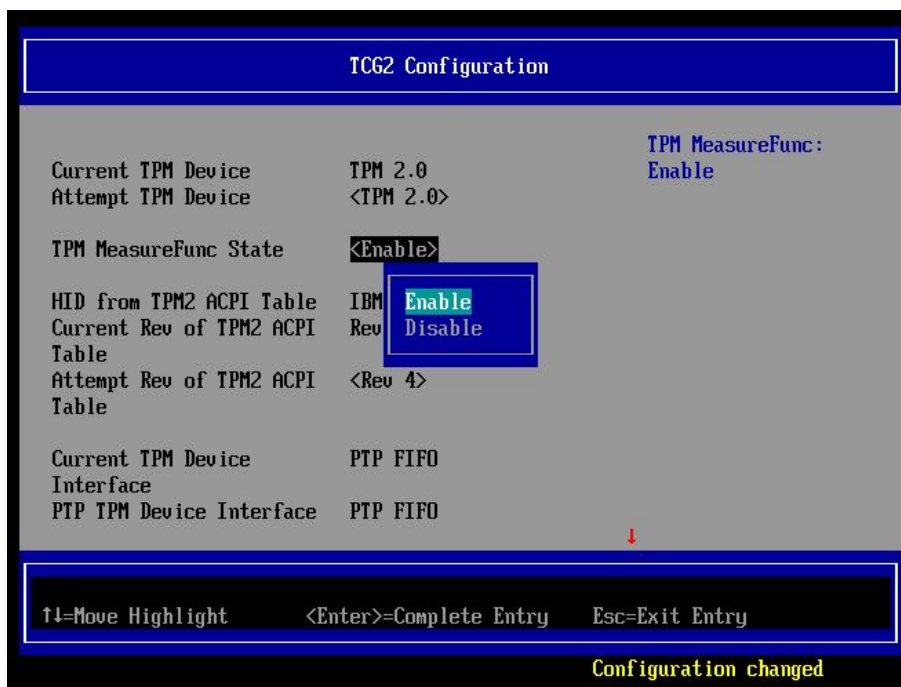 TCG2 Configuration
TPM MeasureFunc:
Enable
Current TPM Device TPM 2.0
Attempt TPM Device <TPM 2.0>
TPM MeasureFunc State <Enable>
HID from TPM2 ACPI Table IBM
Enable
Current Rev of TPM2 ACPI Rev
Disable
Table
Attempt Rev of TPM2 ACPI <Rev 4>
Table
Current TPM Device PTP FIFO
Interface
PTP TPM Device Interface PTP FIFO
↓
↑↓=Move Highlight <Enter>=Complete Entry Esc=Exit Entry
Configuration changed